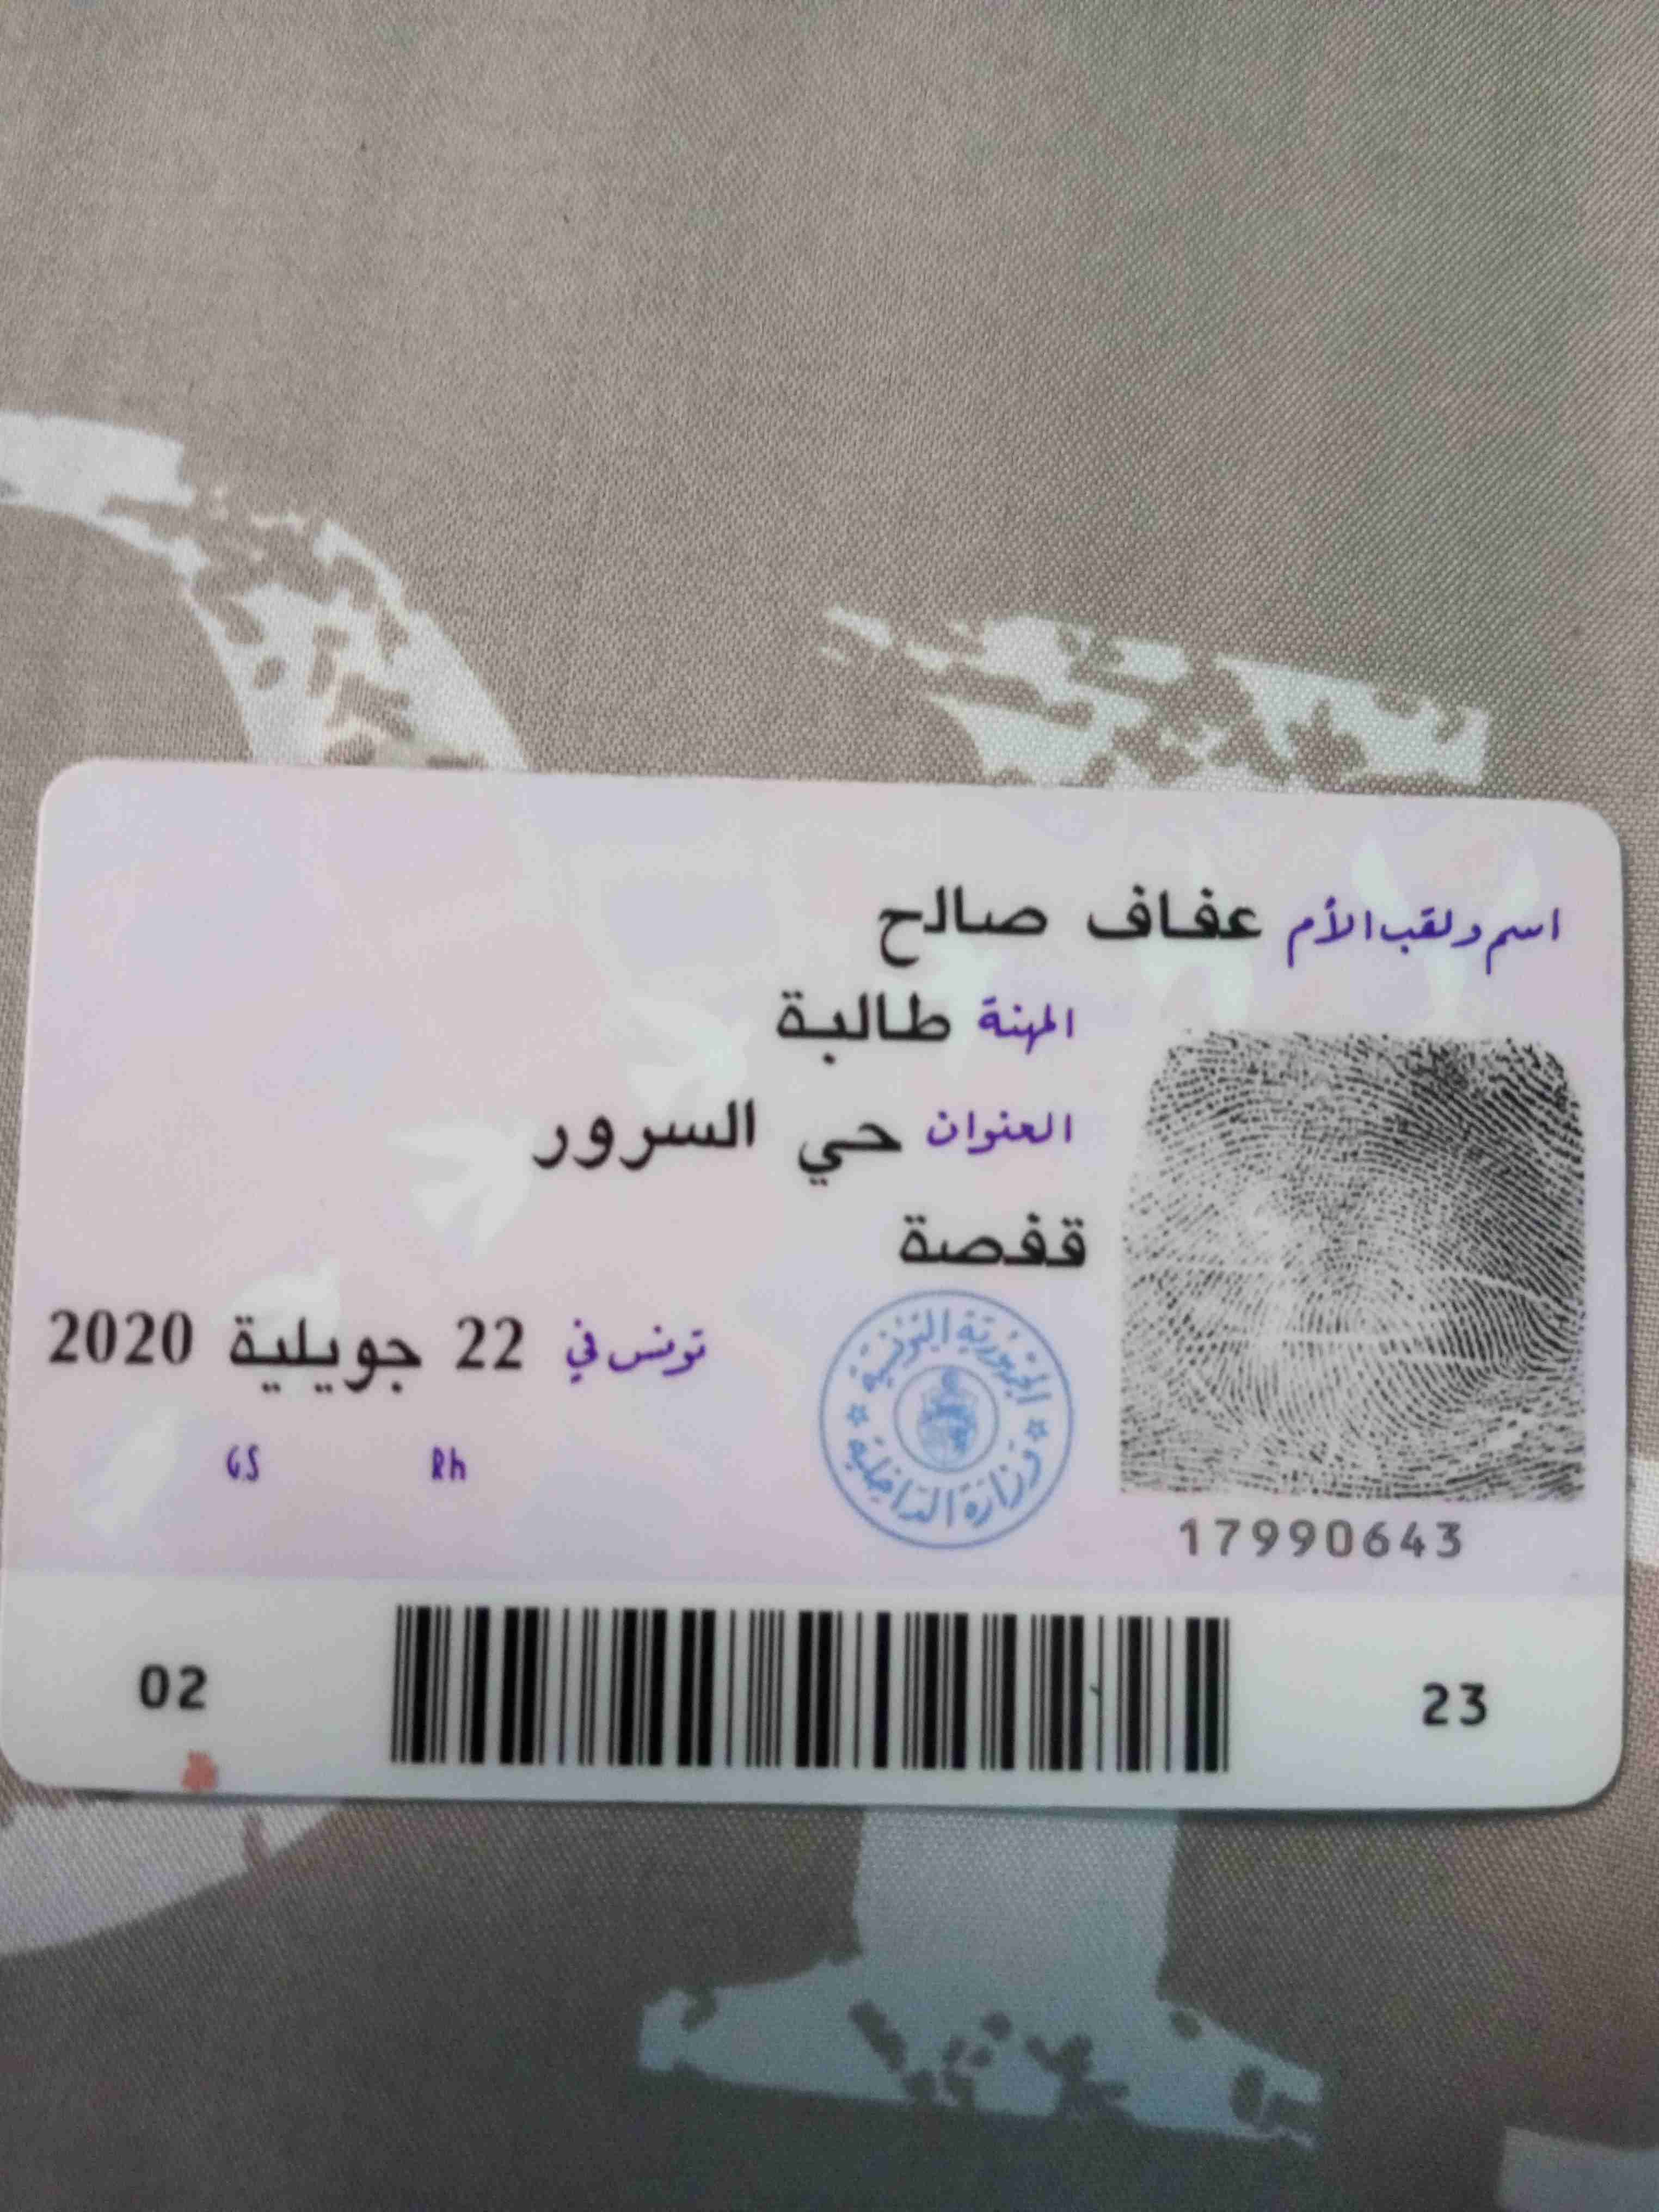 اسم ولقب الأم عفاف صالح
المهنة طالبة
العنوان حي السرور
قفصة
تونس في 22 جويلية 2020
الجمهورية التونسية
وزارة الداخلية
GS Rh
17990643
02 23